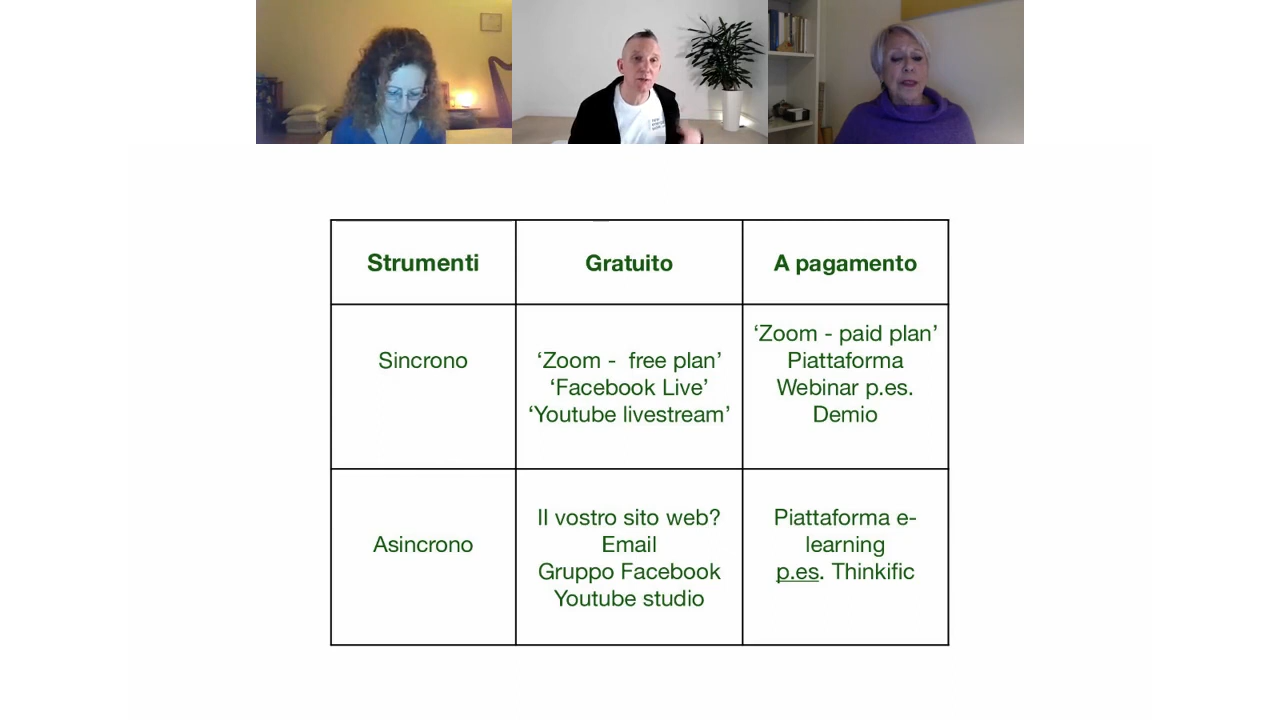 Strumenti
Gratuito
A pagamento
Sincrono
‘Zoom -  free plan’
‘Facebook Live’
‘Youtube livestream’
‘Zoom - paid plan’
Piattaforma
Webinar p.es.
Demio
Asincrono
Il vostro sito web?
Email
Gruppo Facebook
Youtube studio
Piattaforma e-
learning
p.es. Thinkific